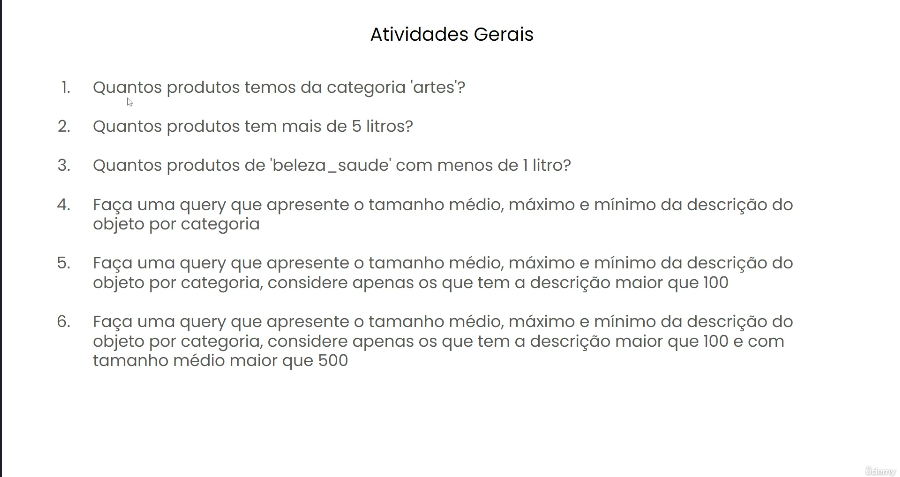 Atividades Gerais
1. Quantos produtos temos da categoria 'artes'?
2. Quantos produtos tem mais de 5 litros?
3. Quantos produtos de 'beleza_saude' com menos de 1 litro?
4. Faça uma query que apresente o tamanho médio, máximo e mínimo da descrição do
objeto por categoria
5. Faça uma query que apresente o tamanho médio, máximo e mínimo da descrição do
objeto por categoria, considere apenas os que tem a descrição maior que 100
6. Faça uma query que apresente o tamanho médio, máximo e mínimo da descrição do
objeto por categoria, considere apenas os que tem a descrição maior que 100 e com
tamanho médio maior que 500
Udemy